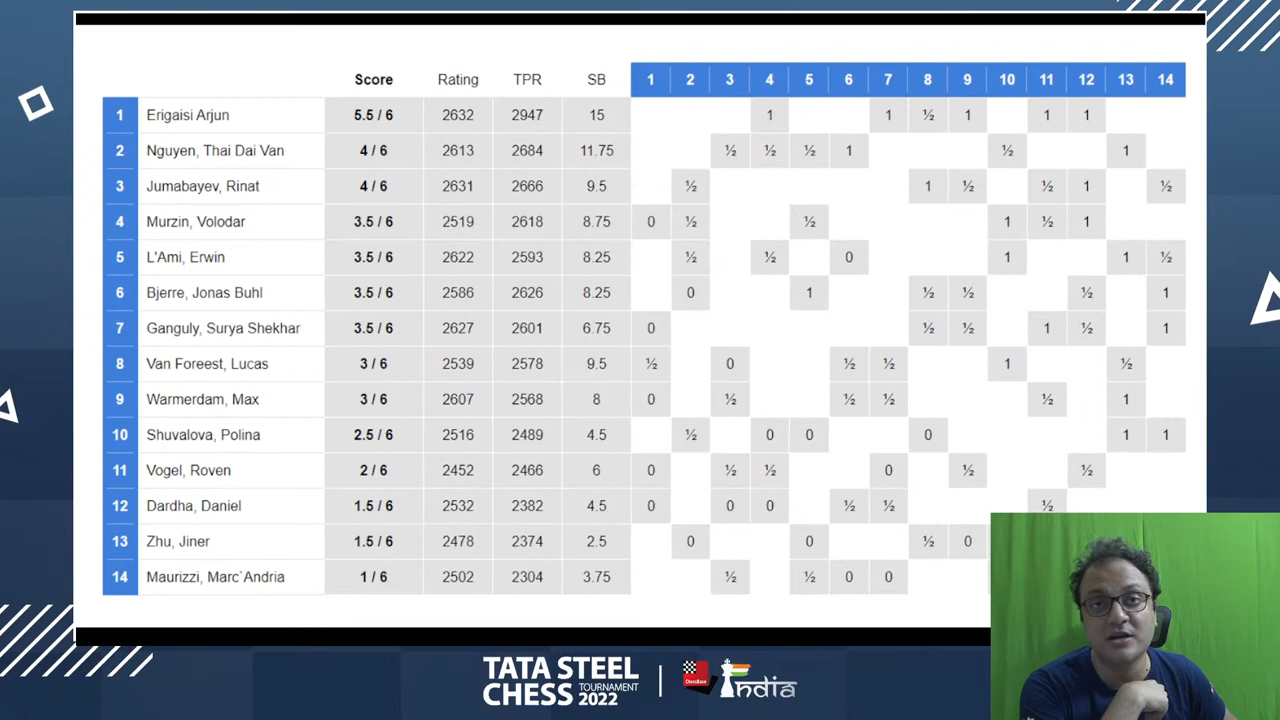 Score Rating TPR SB 1 2 3 4 5 6 7 8 9 10 11 12 13 14
1 Erigaisi Arjun 5.5 / 6 2632 2947 15 1 1 ½ 1 1 1
2 Nguyen, Thai Dai Van 4 / 6 2613 2684 11.75 ½ ½ ½ 1 ½ 1
3 Jumabayev, Rinat 4 / 6 2631 2666 9.5 ½ 1 ½ ½ 1 ½
4 Murzin, Volodar 3.5 / 6 2519 2618 8.75 0 ½ ½ 1 ½ 1
5 L'Ami, Erwin 3.5 / 6 2622 2593 8.25 ½ ½ 0 1 1 ½
6 Bjerre, Jonas Buhl 3.5 / 6 2586 2626 8.25 0 1 ½ ½ ½ 1
7 Ganguly, Surya Shekhar 3.5 / 6 2627 2601 6.75 0 ½ ½ 1 ½ 1
8 Van Foreest, Lucas 3 / 6 2539 2578 9.5 ½ 0 ½ ½ 1 ½
9 Warmerdam, Max 3 / 6 2607 2568 8 0 ½ ½ ½ ½ 1
10 Shuvalova, Polina 2.5 / 6 2516 2489 4.5 ½ 0 0 0 1 1
11 Vogel, Roven 2 / 6 2452 2466 6 0 ½ ½ 0 ½ ½
12 Dardha, Daniel 1.5 / 6 2532 2382 4.5 0 0 0 ½ ½ ½
13 Zhu, Jiner 1.5 / 6 2478 2374 2.5 0 0 ½ 0
14 Maurizzi, Marc`Andria 1 / 6 2502 2304 3.75 ½ ½ 0 0
TATA STEEL
CHESS TOURNAMENT 2022
ChessBase India